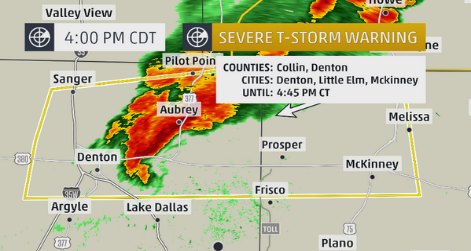 Howe
Valley View
4:00 PM CDT
SEVERE T-STORM WARNING
ne
Pilot Poin
COUNTIES: Collin, Denton
CITIES: Denton, Little Elm, Mckinney
UNTIL: 4:45 PM CT
Sanger
377
Aubrey
Melissa
Prosper
Denton
380
McKinney
Frisco
35W
Argyle
Lake Dallas
TOLL
75
377
Plano